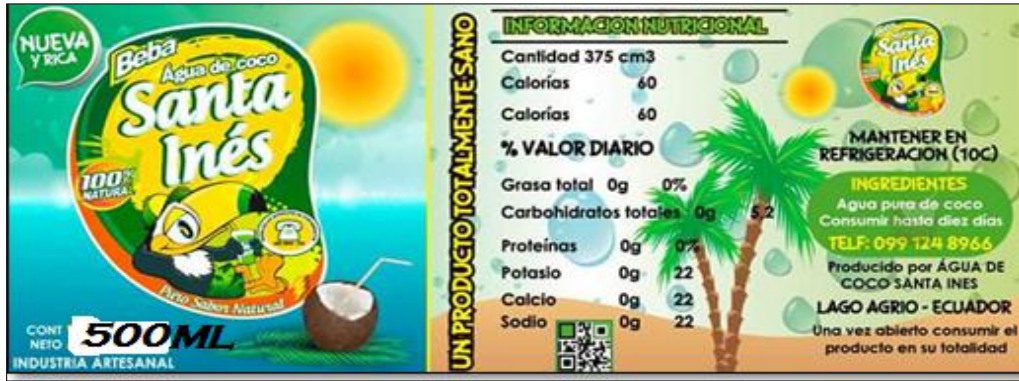 NUEVA
Y RICA
Beba
Água de coco
Santa
Inés
100%
NATURAL
Puro Sabor Natural
CONT
NETO
500ML
INDUSTRIA ARTESANAL
UN PRODUCTO TOTALMENTE SANO
INFORMACION NUTRICIONAL
Cantidad 375 cm3
Calorías 60
Calorías 60
% VALOR DIARIO
Grasa total 0g 0%
Carbohidratos totales 0g 5,2
Proteínas 0g 0%
Potasio 0g 22
Calcio 0g 22
Sodio 0g 22
Santa
Inés
MANTENER EN
REFRIGERACION (10C)
INGREDIENTES
Agua pura de coco
Consumir hasta diez días
TELF: 099 124 8966
Producido por ÁGUA DE
COCO SANTA INES
LAGO AGRIO - ECUADOR
Una vez abierto consumir el
producto en su totalidad